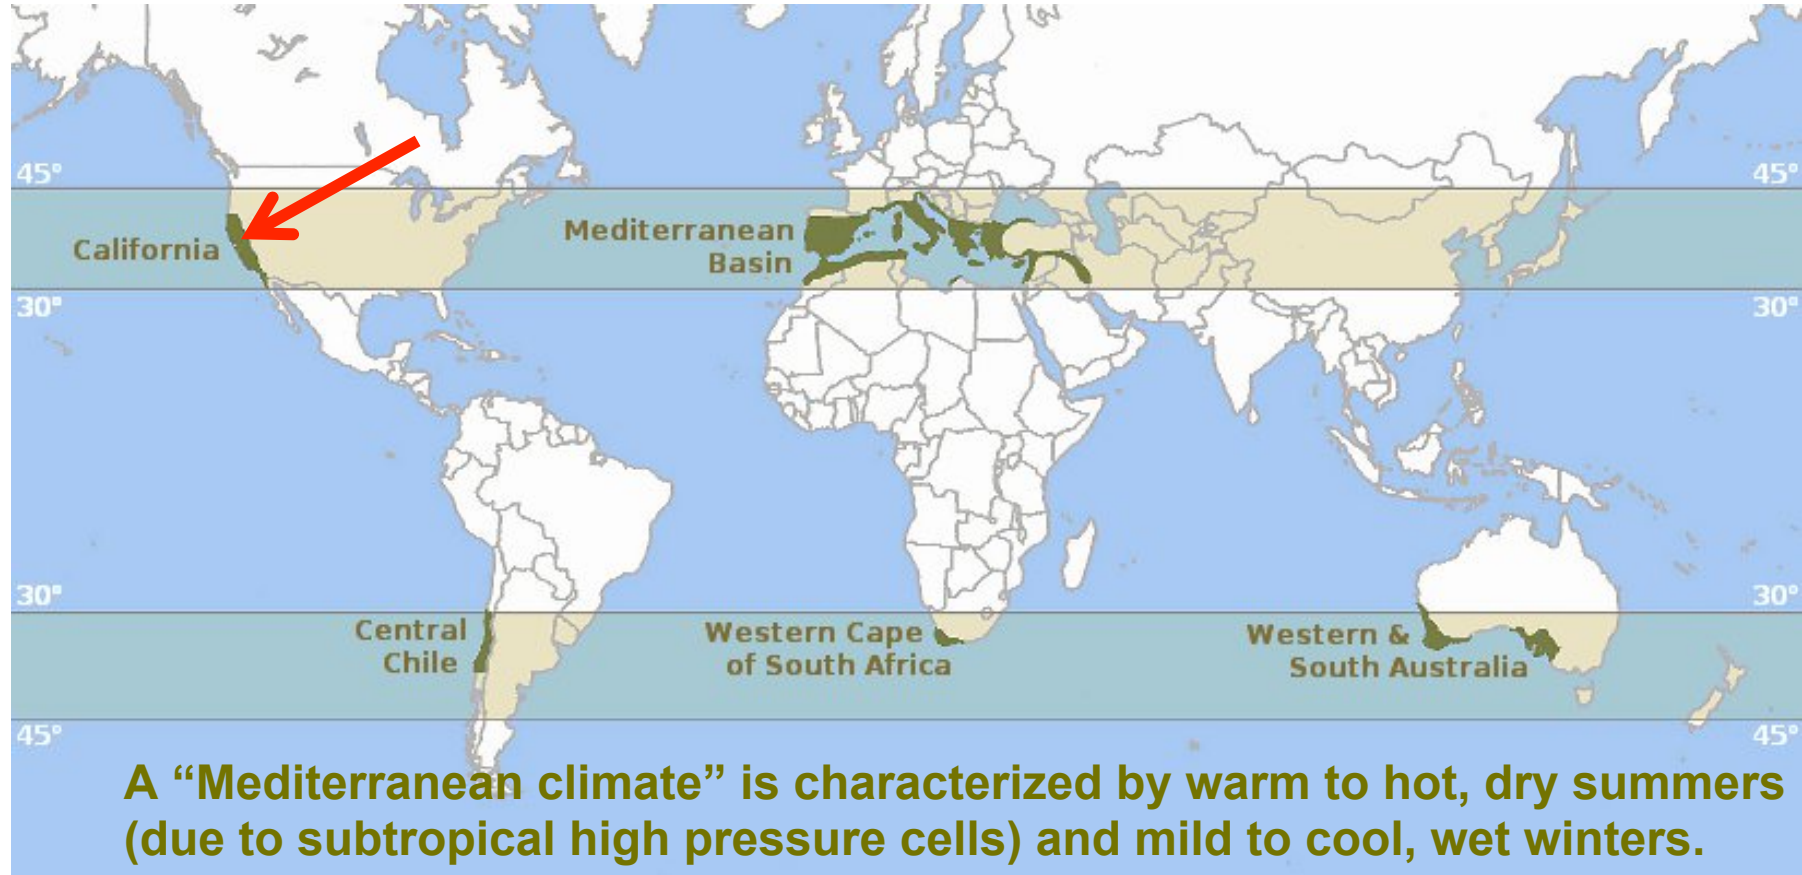 45°
45°
California
Mediterranean
Basin
30°
30°
30°
30°
Central
Chile
Western Cape
of South Africa
Western &
South Australia
45°
45°
A “Mediterranean climate” is characterized by warm to hot, dry summers
(due to subtropical high pressure cells) and mild to cool, wet winters.